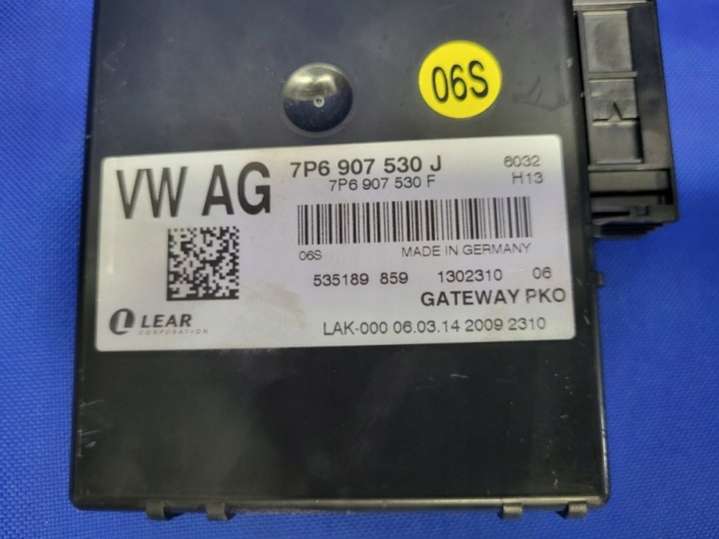 06S
VW AG
7P6 907 530 J
6032
7P6 907 530 F
H13
06S
MADE IN GERMANY
535189 859 1302310 06
GATEWAY PKO
LEAR
CORPORATION
LAK-000 06.03.14 2009 2310